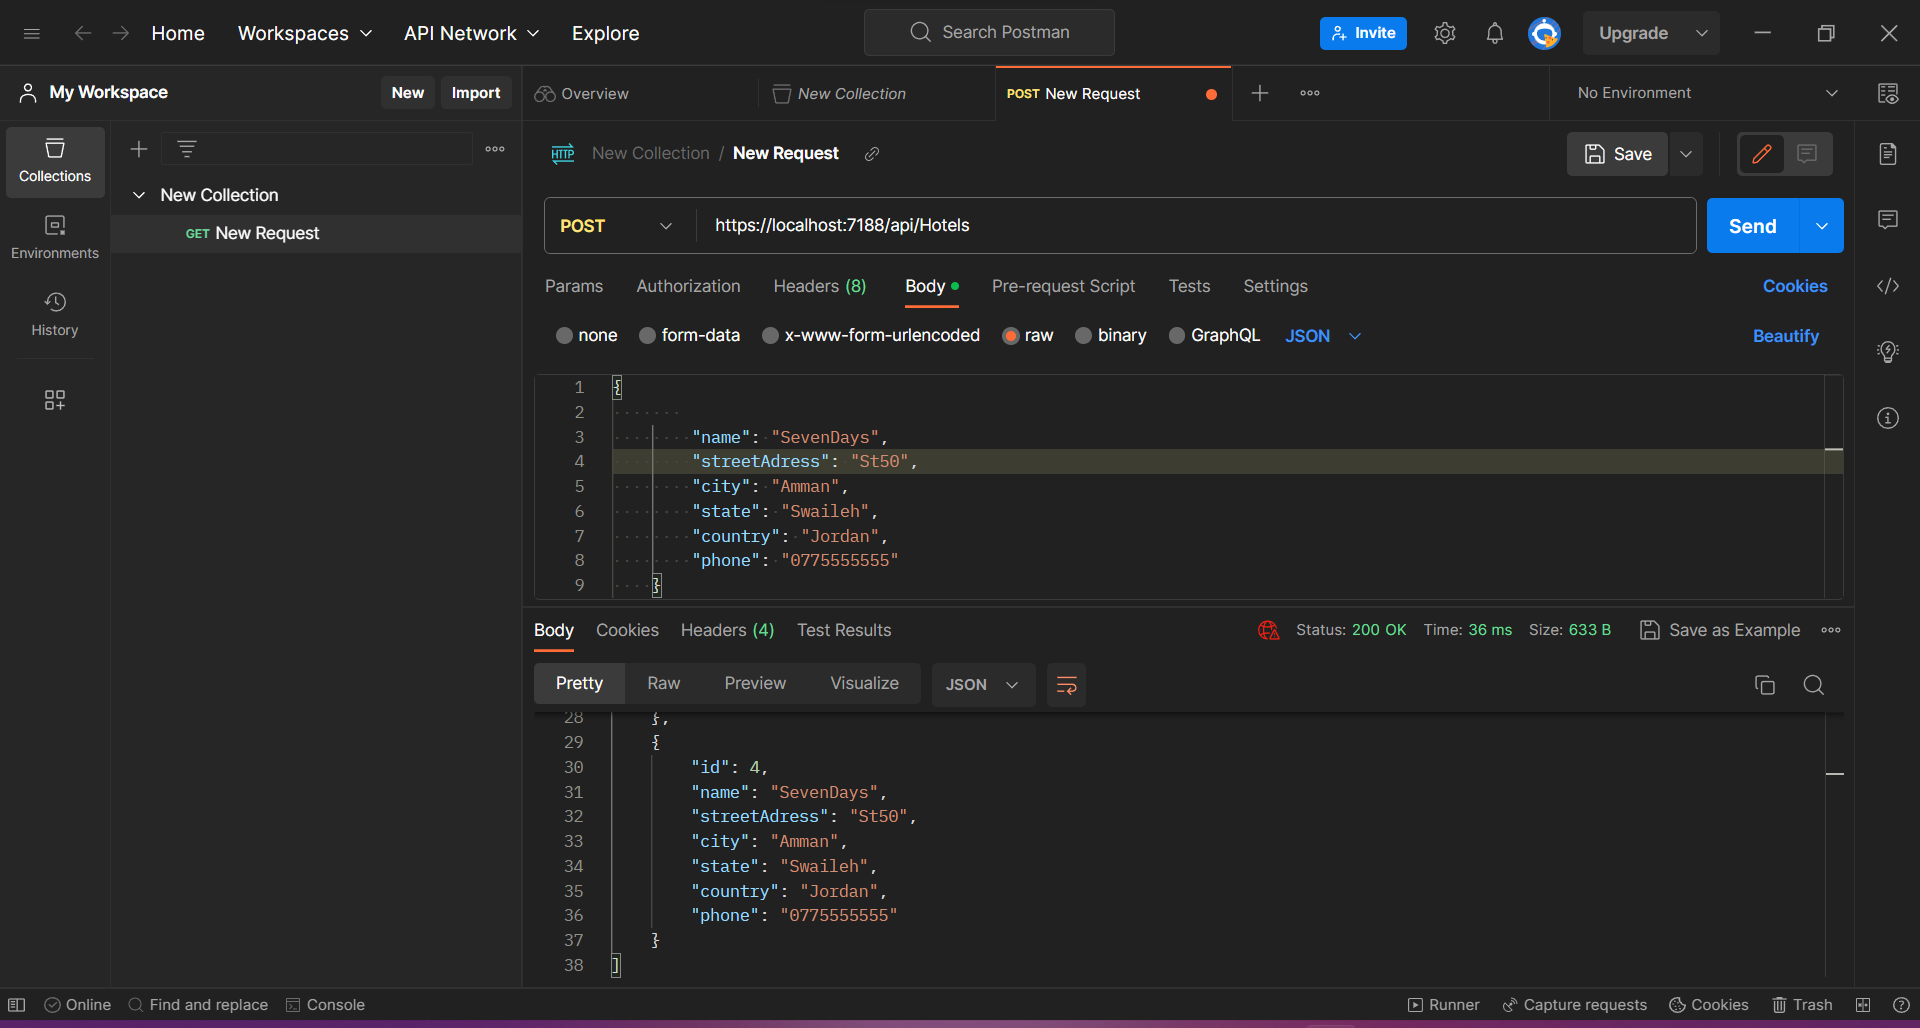 Home Workspaces API Network Explore Search Postman Invite Upgrade
My Workspace New Import Overview New Collection POST New Request No Environment
Collections
New Collection / New Request Save
New Collection
GET New Request
POST https://localhost:7188/api/Hotels Send
Environments
Params Authorization Headers (8) Body Pre-request Script Tests Settings Cookies
History
none form-data x-www-form-urlencoded raw binary GraphQL JSON Beautify
1 {
2
3 "name": "SevenDays",
4 "streetAdress": "St50",
5 "city": "Amman",
6 "state": "Swaileh",
7 "country": "Jordan",
8 "phone": "0775555555"
9 }
Body Cookies Headers (4) Test Results Status: 200 OK Time: 36 ms Size: 633 B Save as Example
Pretty Raw Preview Visualize JSON
28 },
29 {
30 "id": 4,
31 "name": "SevenDays",
32 "streetAdress": "St50",
33 "city": "Amman",
34 "state": "Swaileh",
35 "country": "Jordan",
36 "phone": "0775555555"
37 }
38 ]
Online Find and replace Console Runner Capture requests Cookies Trash